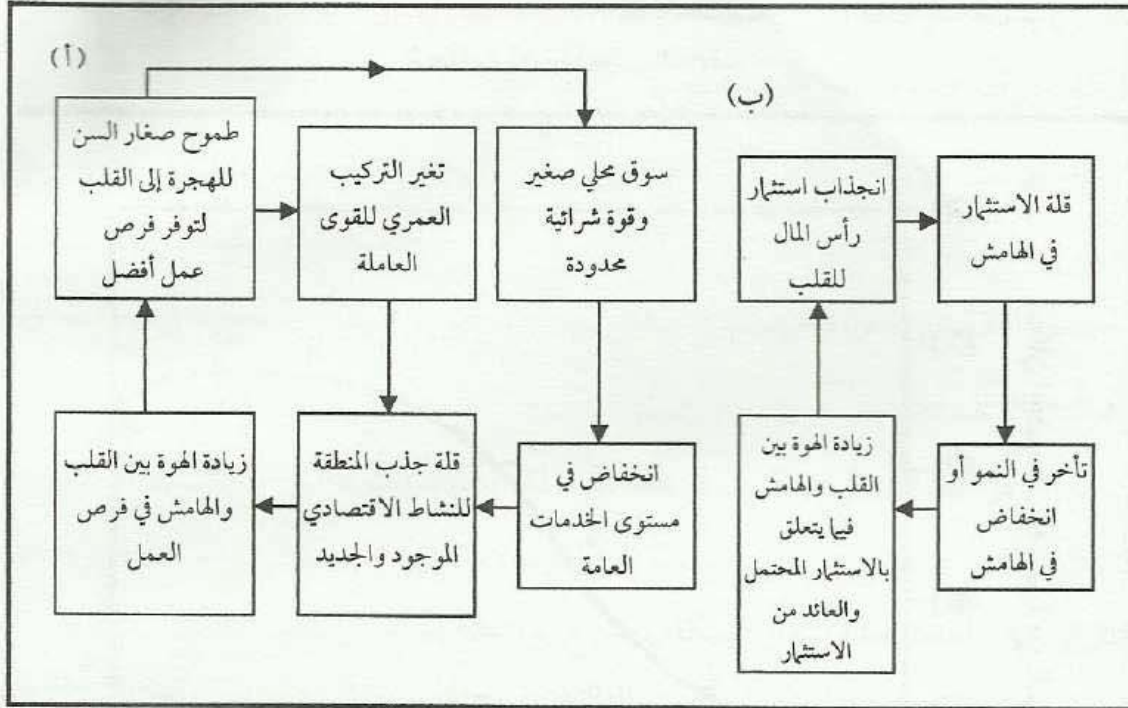 (أ)
طموح صغار السن
للهجرة إلى القلب
لتوفر فرص
عمل أفضل
تغير التركيب
العمري للقوى
العاملة
سوق محلي صغير
وقوة شرائية
محدودة
زيادة الهوة بين القلب
والهامش في فرص
العمل
قلة جذب المنطقة
للنشاط الاقتصادي
الموجود والجديد
انخفاض في
مستوى الخدمات
العامة
(ب)
انجذاب استثمار
رأس المال
للقلب
قلة الاستثمار
في الهامش
زيادة الهوة بين
القلب والهامش
فيما يتعلق
بالاستثمار المحتمل
والعائد من
الاستثمار
تأخر في النمو أو
انخفاض
في الهامش